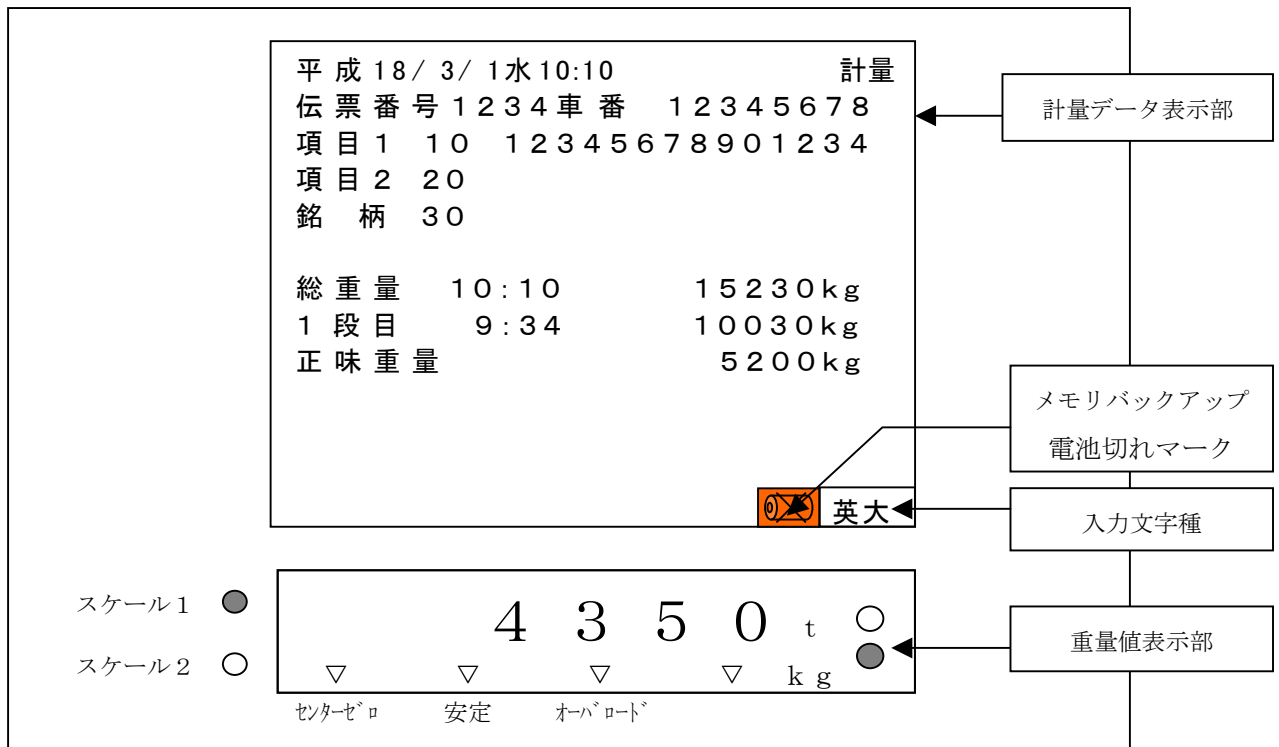 平成18/ 3/ 1水10:10 計量
伝票番号1234車番 12345678
項目1 10 12345678901234
項目2 20
銘 柄 30
総重量 10:10 15230kg
1段目 9:34 10030kg
正味重量 5200kg
英大
計量データ表示部
メモリバックアップ
電池切れマーク
入力文字種
スケール1
スケール2
4350 t
kg
センターゼロ 安定 オーバロード
重量値表示部